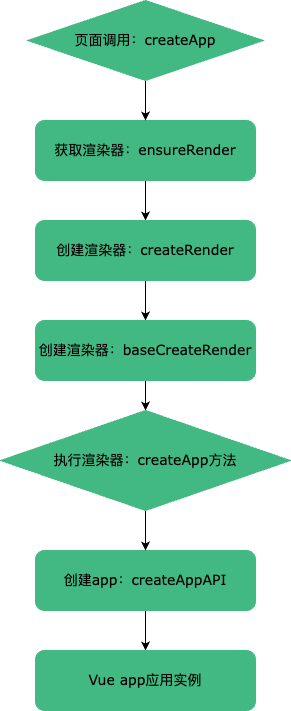 页面调用：createApp
获取渲染器：ensureRender
创建渲染器：createRender
创建渲染器：baseCreateRender
执行渲染器：createApp方法
创建app：createAppAPI
Vue app应用实例